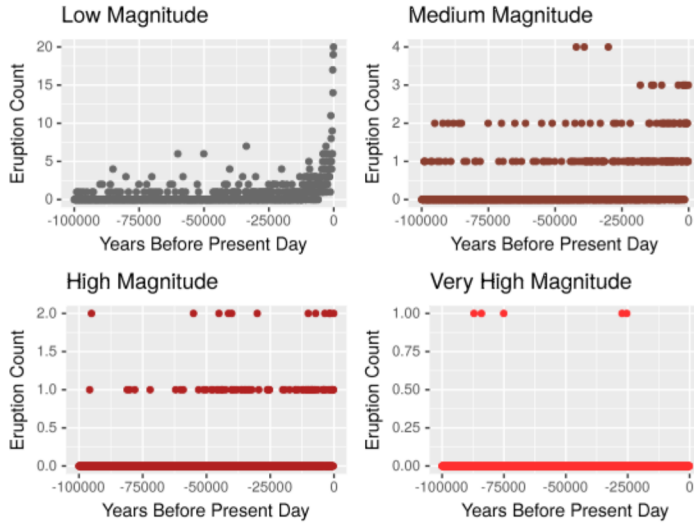 Low Magnitude
Eruption Count
20
15
10
5
0
-100000 -75000 -50000 -25000 0
Years Before Present Day
Medium Magnitude
Eruption Count
4
3
2
1
0
-100000 -75000 -50000 -25000 0
Years Before Present Day
High Magnitude
Eruption Count
2.0
1.5
1.0
0.5
0.0
-100000 -75000 -50000 -25000 0
Years Before Present Day
Very High Magnitude
Eruption Count
1.00
0.75
0.50
0.25
0.00
-100000 -75000 -50000 -25000 0
Years Before Present Day